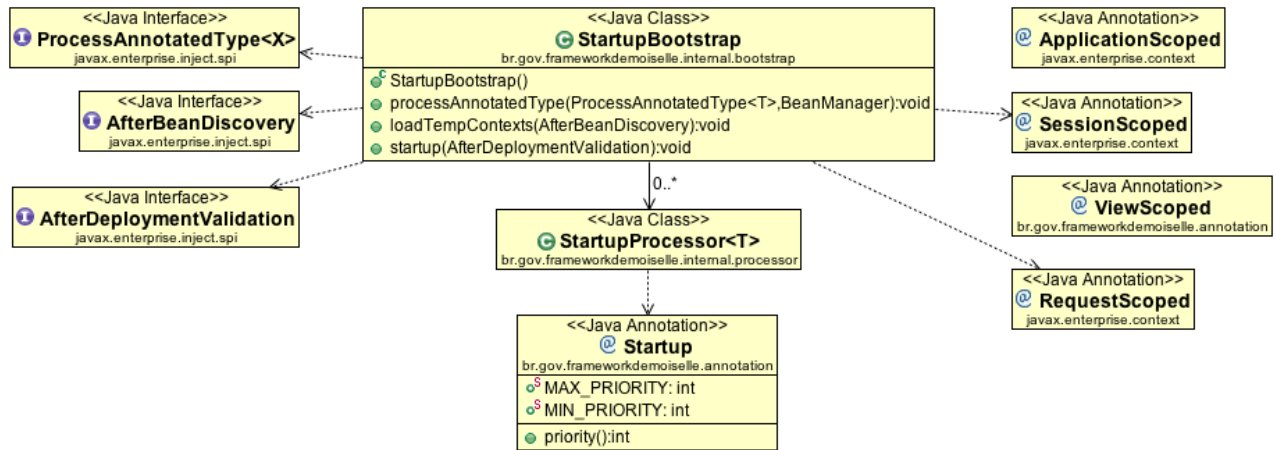 <<Java Interface>>
ProcessAnnotatedType<X>
javax.enterprise.inject.spi
<<Java Interface>>
AfterBeanDiscovery
javax.enterprise.inject.spi
<<Java Interface>>
AfterDeploymentValidation
javax.enterprise.inject.spi
<<Java Class>>
StartupBootstrap
br.gov.frameworkdemoiselle.internal.bootstrap
StartupBootstrap()
processAnnotatedType(ProcessAnnotatedType<T>,BeanManager):void
loadTempContexts(AfterBeanDiscovery):void
startup(AfterDeploymentValidation):void
0..*
<<Java Class>>
StartupProcessor<T>
br.gov.frameworkdemoiselle.internal.processor
<<Java Annotation>>
Startup
br.gov.frameworkdemoiselle.annotation
MAX_PRIORITY: int
MIN_PRIORITY: int
priority():int
<<Java Annotation>>
ApplicationScoped
javax.enterprise.context
<<Java Annotation>>
SessionScoped
javax.enterprise.context
<<Java Annotation>>
ViewScoped
br.gov.frameworkdemoiselle.annotation
<<Java Annotation>>
RequestScoped
javax.enterprise.context